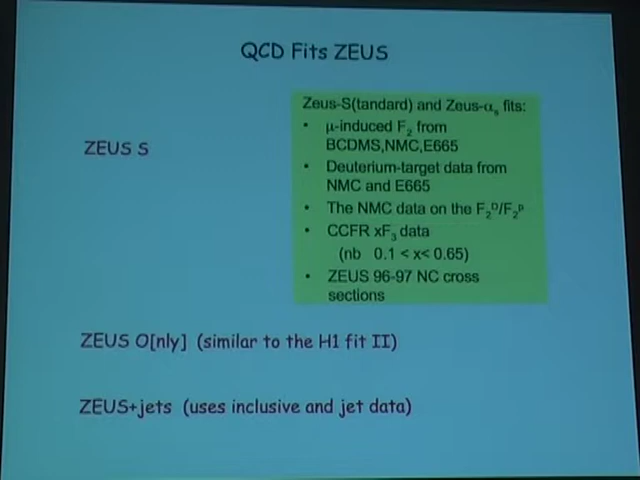 QCD Fits ZEUS
ZEUS S
Zeus-S(tandard) and Zeus-αs fits:
• μ-induced F2 from
BCDMS,NMC,E665
• Deuterium-target data from
NMC and E665
• The NMC data on the F2D/F2p
• CCFR xF3 data
(nb 0.1 < x< 0.65)
• ZEUS 96-97 NC cross
sections
ZEUS O[nly] (similar to the H1 fit II)
ZEUS+jets (uses inclusive and jet data)